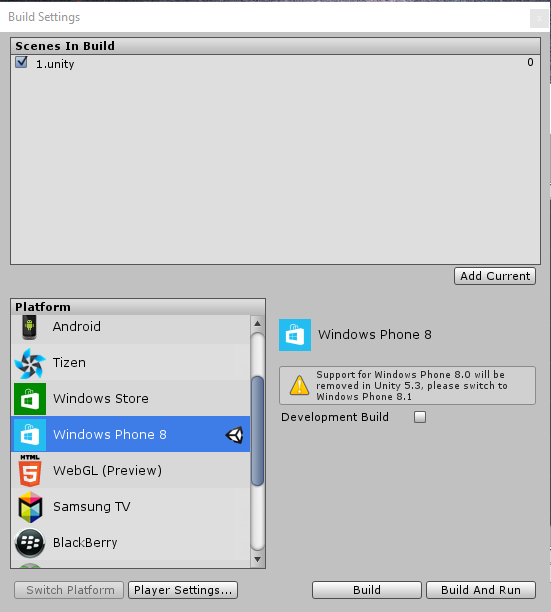 Build Settings
x
Scenes In Build
1.unity 0
Add Current
Platform
Android
Tizen
Windows Store
Windows Phone 8
HTML
5
WebGL (Preview)
Samsung TV
BlackBerry
Windows Phone 8
Support for Windows Phone 8.0 will be
removed in Unity 5.3, please switch to
Windows Phone 8.1
Development Build
Switch Platform
Player Settings...
Build
Build And Run